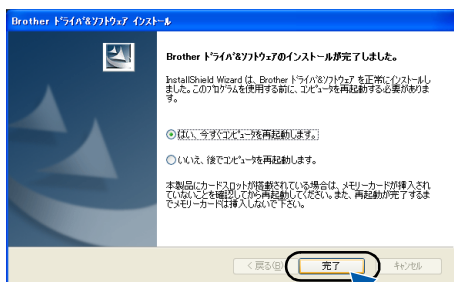 Brother ﾄﾞﾗｲﾊﾞ&ｿﾌﾄｳｪｱ ｲﾝｽﾄｰﾙ
Brother ﾄﾞﾗｲﾊﾞ&ｿﾌﾄｳｪｱのインストールが完了しました。
InstallShield Wizard は、Brother ﾄﾞﾗｲﾊﾞ&ｿﾌﾄｳｪｱ を正常にインストールし
ました。このプログラムを使用する前に、コンピュータを再起動する必要がありま
す。
はい、今すぐコンピュータを再起動します。
いいえ、後でコンピュータを再起動します。
本製品にカードスロットが搭載されている場合は、メモリーカードが挿入され
ていないことを確認してから再起動してください。また、再起動が完了するま
でメモリーカードは挿入しないで下さい。
< 戻る(B)
完了
キャンセル